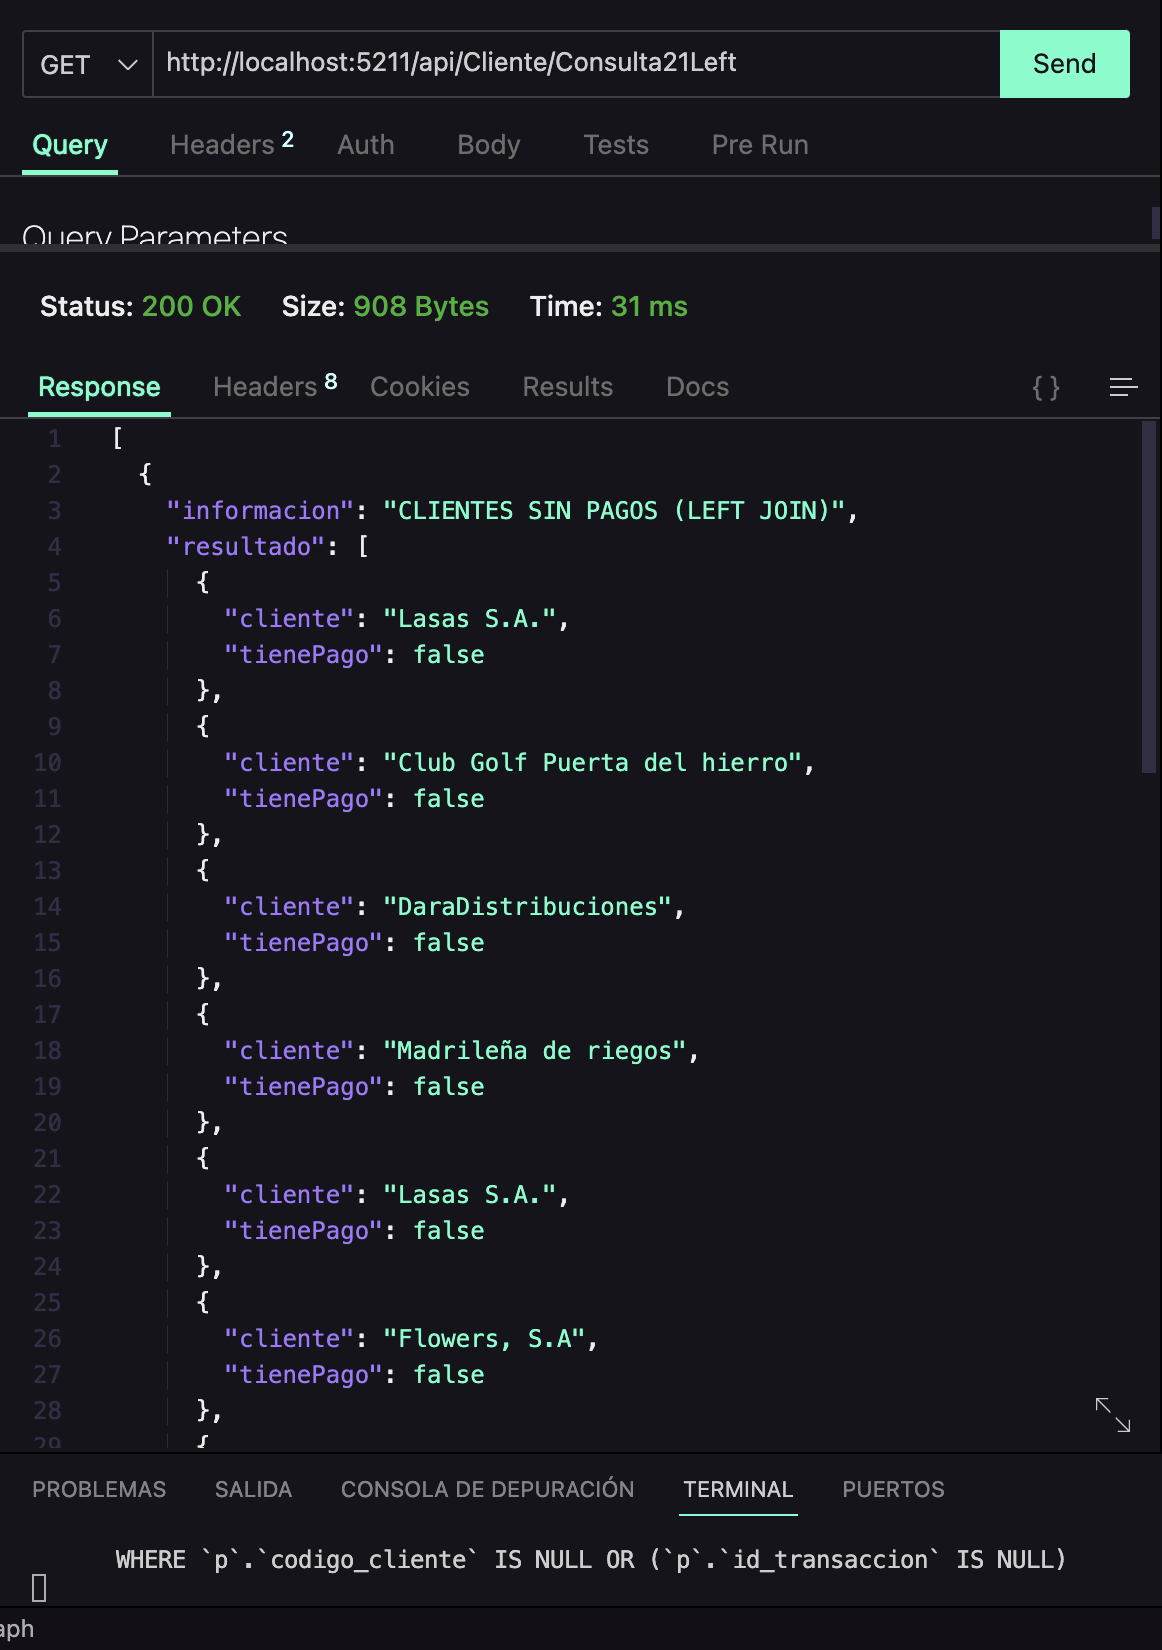 GET http://localhost:5211/api/Cliente/Consulta21Left Send
Query Headers 2 Auth Body Tests Pre Run
Query Parameters
Status: 200 OK Size: 908 Bytes Time: 31 ms
Response Headers 8 Cookies Results Docs { }
1 [
2 {
3 "informacion": "CLIENTES SIN PAGOS (LEFT JOIN)",
4 "resultado": [
5 {
6 "cliente": "Lasas S.A.",
7 "tienePago": false
8 },
9 {
10 "cliente": "Club Golf Puerta del hierro",
11 "tienePago": false
12 },
13 {
14 "cliente": "DaraDistribuciones",
15 "tienePago": false
16 },
17 {
18 "cliente": "Madrileña de riegos",
19 "tienePago": false
20 },
21 {
22 "cliente": "Lasas S.A.",
23 "tienePago": false
24 },
25 {
26 "cliente": "Flowers, S.A",
27 "tienePago": false
28 },
29 {
PROBLEMAS SALIDA CONSOLA DE DEPURACIÓN TERMINAL PUERTOS
WHERE `p`.`codigo_cliente` IS NULL OR (`p`.`id_transaccion` IS NULL)
aph